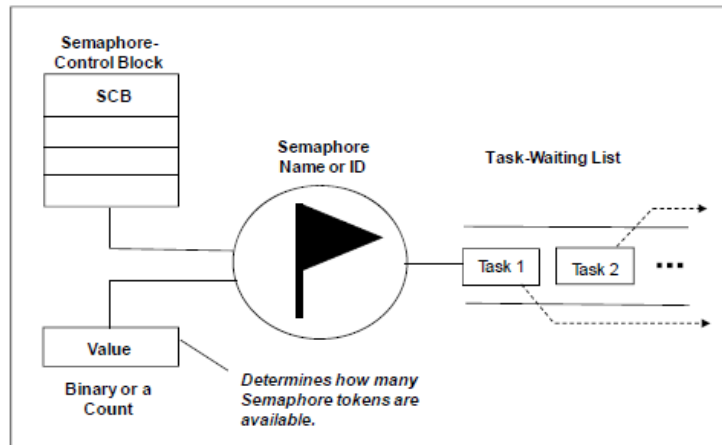 Semaphore-
Control Block
SCB
Semaphore
Name or ID
Task-Waiting List
Task 1
Task 2
Value
Binary or a
Count
Determines how many
Semaphore tokens are
available.